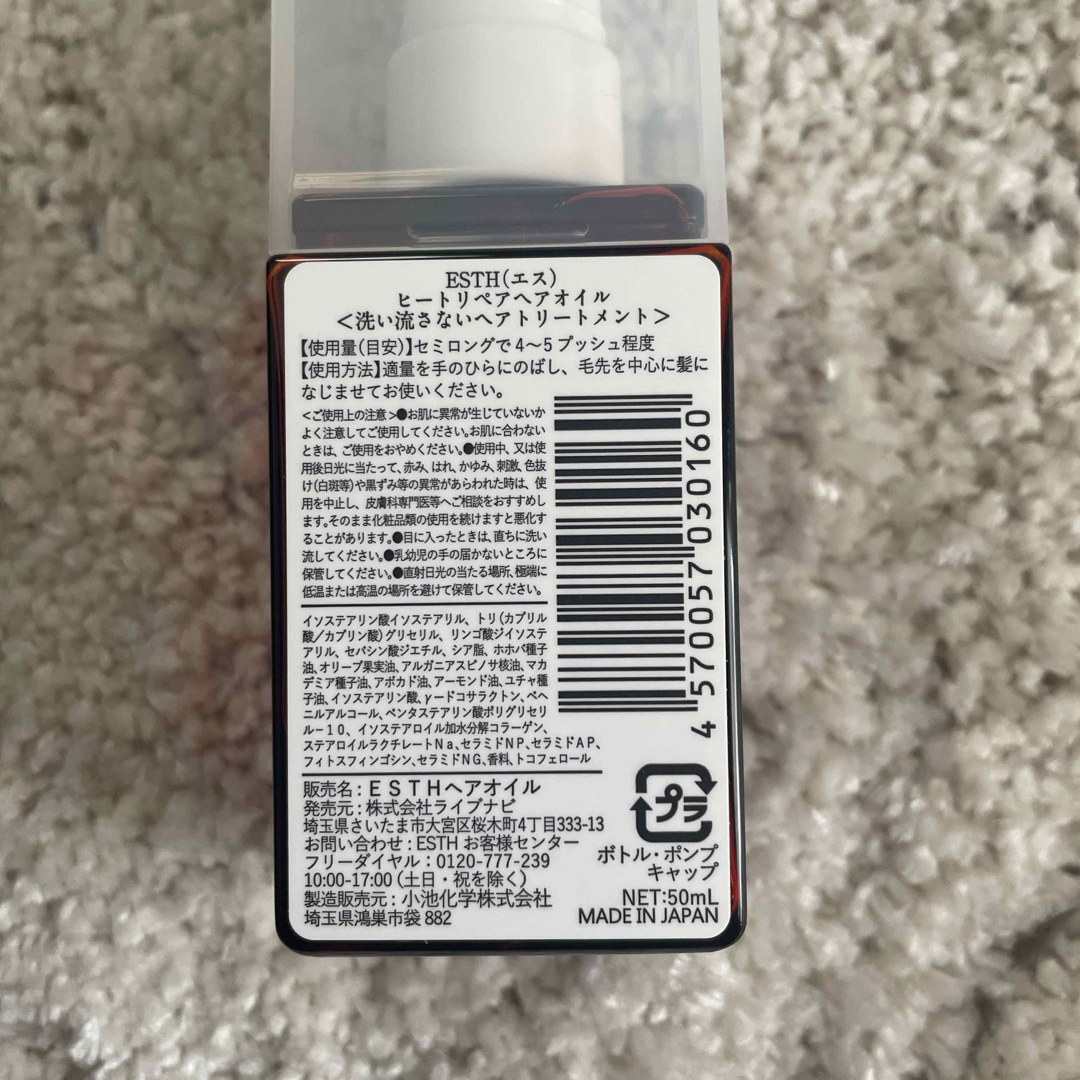 ESTH(エス)
ヒートリペアヘアオイル
<洗い流さないヘアトリートメント>
【使用量(目安)】セミロングで4〜5プッシュ程度
【使用方法】適量を手のひらにのばし、毛先を中心に髪に
なじませてお使いください。
<ご使用上の注意>●お肌に異常が生じていないか
よく注意してご使用してください。お肌に合わない
ときは、ご使用をおやめください。●使用中、又は使
用後日光に当たって、赤み、はれ、かゆみ、刺激、色抜
け(白斑等)や黒ずみ等の異常があらわれた時は、使
用を中止し、皮膚科専門医等へご相談をおすすめし
ます。そのまま化粧品類の使用を続けますと悪化す
ることがあります。●目に入ったときは、直ちに洗い
流してください。●乳幼児の手の届かないところに
保管してください。●直射日光の当たる場所、極端に
低温または高温の場所を避けて保管してください。
イソステアリン酸イソステアリル、トリ(カプリル
酸/カプリン酸)グリセリル、リンゴ酸ジイソステ
アリル、セバシン酸ジエチル、シア脂、ホホバ種子
油、オリーブ果実油、アルガニアスピノサ核油、マカ
デミア種子油、アボカド油、アーモンド油、ユチャ種
子油、イソステアリン酸、γ-ドコサラクトン、ベヘ
ニルアルコール、ペンタステアリン酸ポリグリセリ
ル-10、イソステアロイル加水分解コラーゲン、
ステアロイルラクチレートNa、セラミドNP、セラミドAP、
フィトスフィンゴシン、セラミドNG、香料、トコフェロール
販売名:ESTHヘアオイル
発売元:株式会社ライブナビ
埼玉県さいたま市大宮区桜木町4丁目333-13
お問い合わせ:ESTH お客様センター
フリーダイヤル:0120-777-239
10:00-17:00(土日・祝を除く)
製造販売元:小池化学株式会社
埼玉県鴻巣市袋 882
4 570057 030160
プラ
ボトル・ポンプ
キャップ
NET:50mL
MADE IN JAPAN